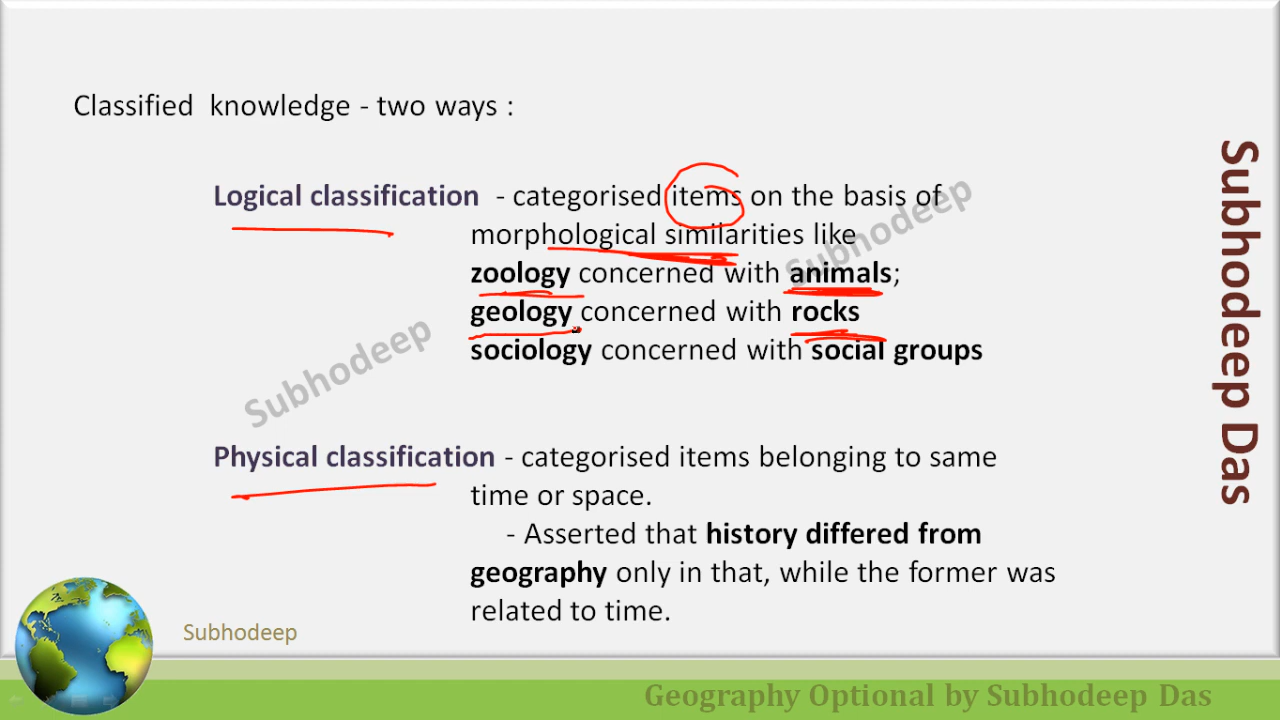 Classified knowledge - two ways :
Logical classification - categorised items on the basis of
morphological similarities like
zoology concerned with animals;
geology concerned with rocks
sociology concerned with social groups
Physical classification - categorised items belonging to same
time or space.
- Asserted that history differed from
geography only in that, while the former was
related to time.
Subhodeep
Subhodeep
Subhodeep
Subhodeep Das
Geography Optional by Subhodeep Das